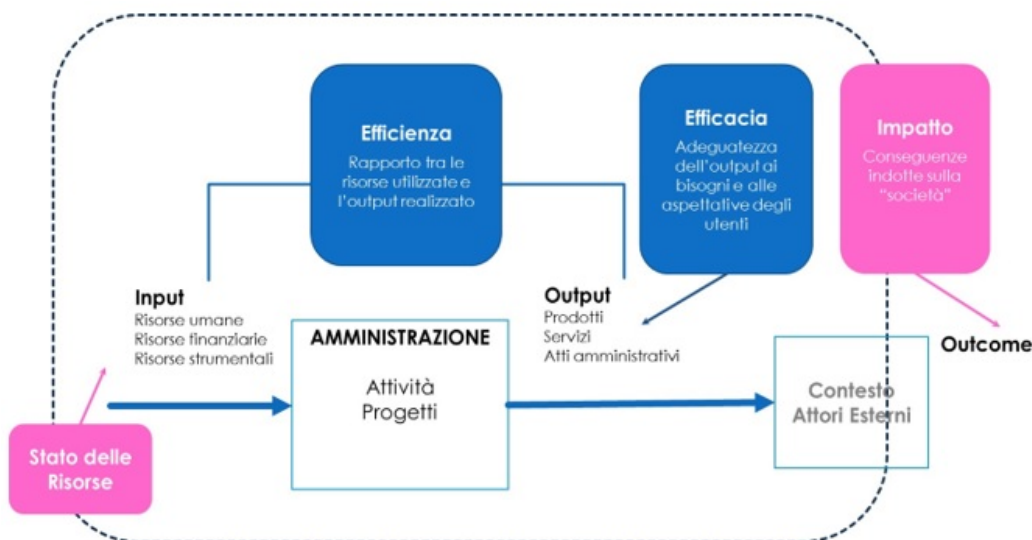 Efficienza
Rapporto tra le
risorse utilizzate e
l'output realizzato
Efficacia
Adeguatezza
dell'output ai
bisogni e alle
aspettative degli
utenti
Impatto
Conseguenze
indotte sulla
"società"
Input
Risorse umane
Risorse finanziarie
Risorse strumentali
AMMINISTRAZIONE
Attività
Progetti
Output
Prodotti
Servizi
Atti amministrativi
Outcome
Contesto
Attori Esterni
Stato delle
Risorse